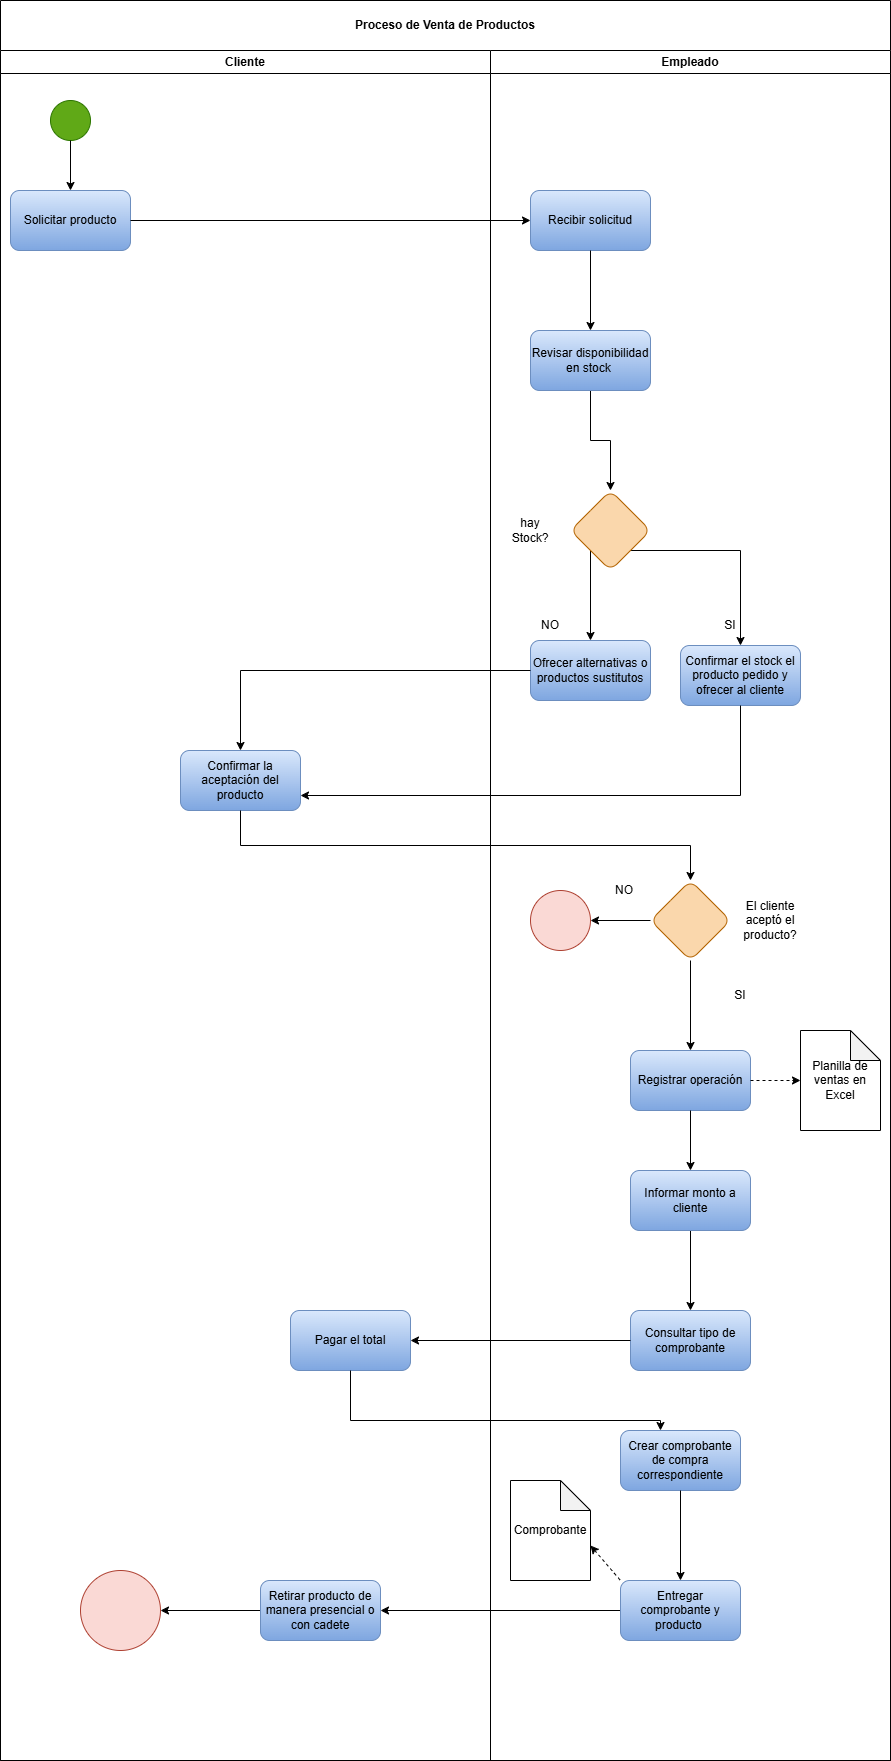 Proceso de Venta de Productos
Cliente
Empleado
Solicitar producto
Recibir solicitud
Revisar disponibilidad
en stock
hay
Stock?
NO
SI
Ofrecer alternativas o
productos sustitutos
Confirmar el stock el
producto pedido y
ofrecer al cliente
Confirmar la
aceptación del
producto
NO
El cliente
aceptó el
producto?
SI
Registrar operación
Planilla de
ventas en
Excel
Informar monto a
cliente
Pagar el total
Consultar tipo de
comprobante
Crear comprobante
de compra
correspondiente
Comprobante
Retirar producto de
manera presencial o
con cadete
Entregar
comprobante y
producto